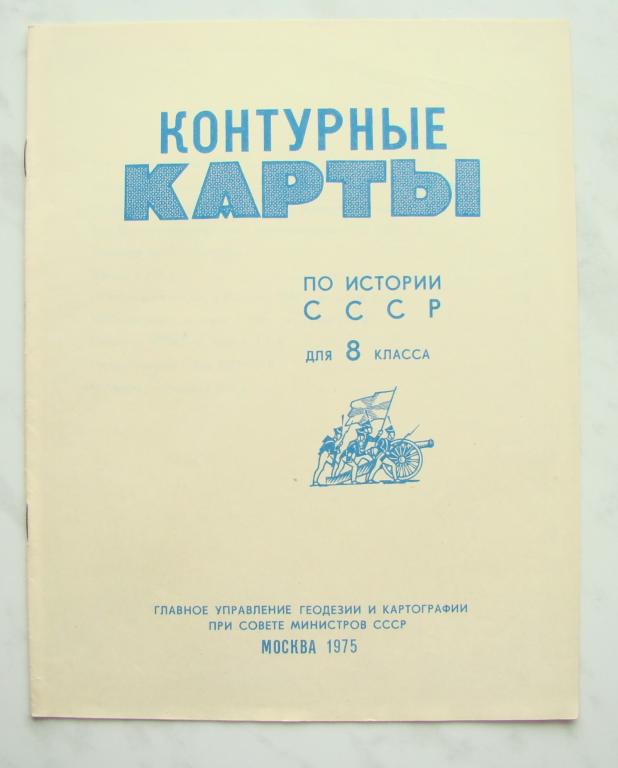 КОНТУРНЫЕ
КАРТЫ
ПО ИСТОРИИ
СССР
ДЛЯ 8 КЛАССА
ГЛАВНОЕ УПРАВЛЕНИЕ ГЕОДЕЗИИ И КАРТОГРАФИИ
ПРИ СОВЕТЕ МИНИСТРОВ СССР
МОСКВА 1975